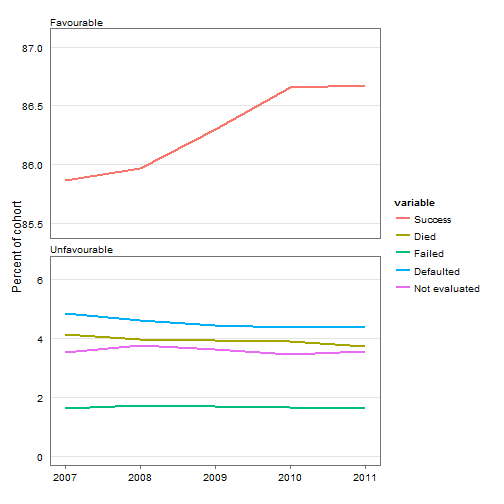 Favourable
87.0
86.5
86.0
85.5
Percent of cohort
Unfavourable
6
4
2
0
2007 2008 2009 2010 2011
variable
Success
Died
Failed
Defaulted
Not evaluated